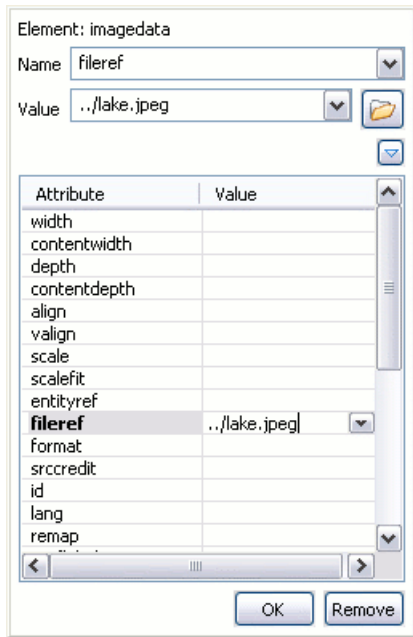 Element: imagedata
Name fileref
Value ../lake.jpeg
Attribute Value
width
contentwidth
depth
contentdepth
align
valign
scale
scalefit
entityref
fileref ../lake.jpeg
format
srccredit
id
lang
remap
OK Remove